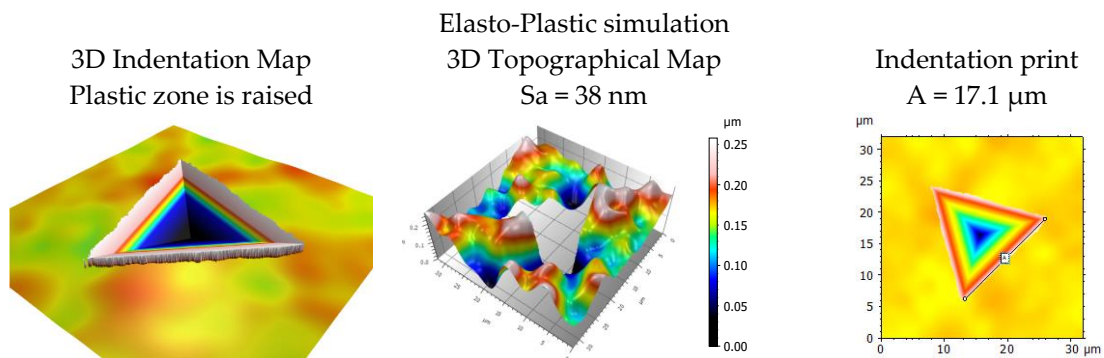 3D Indentation Map
Plastic zone is raised
Elasto-Plastic simulation
3D Topographical Map
Sa = 38 nm
µm
0.25
0.20
0.15
0.10
0.05
0.00
Indentation print
A = 17.1 µm
µm
30
25
20
15
10
5
0
0
10
20
30 µm
A